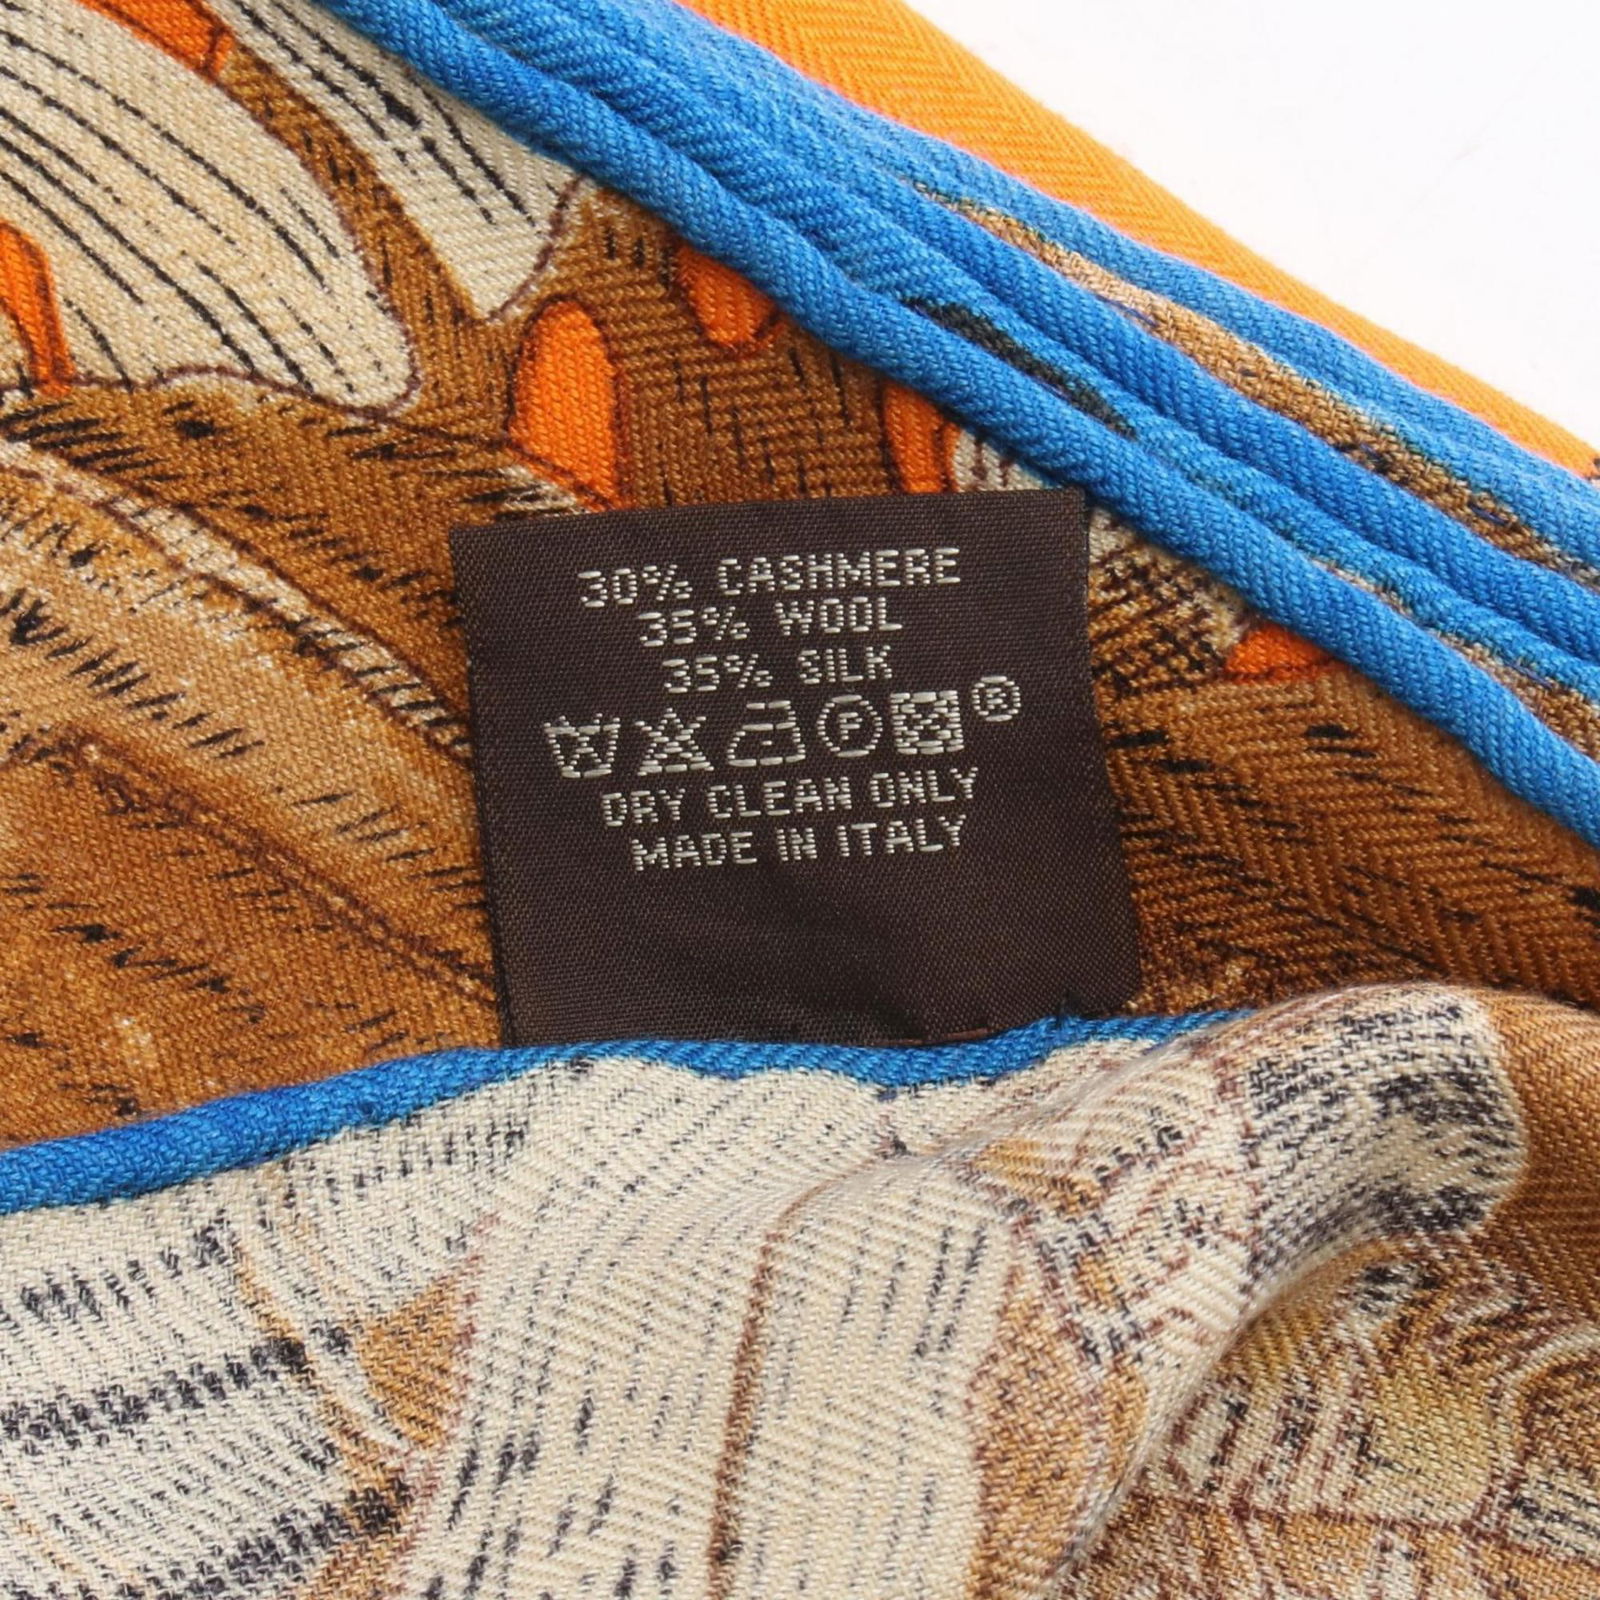 30% CASHMERE
35% WOOL
35% SILK
P ®
DRY CLEAN ONLY
MADE IN ITALY